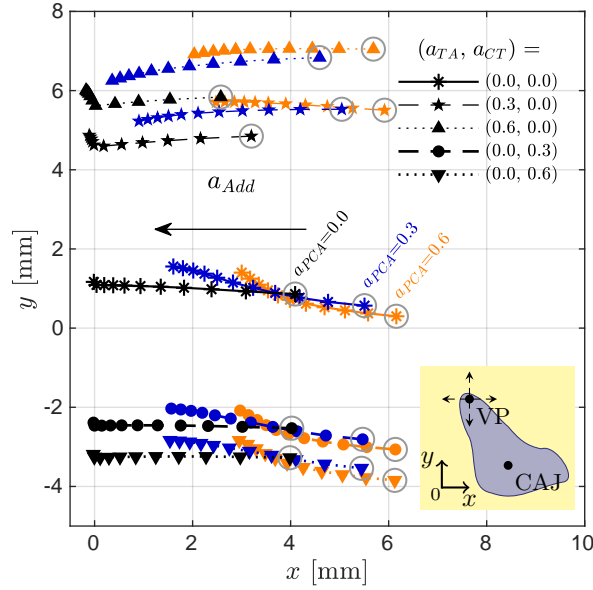 8
6
4
2
0
-2
-4
y [mm]
(a_TA, a_CT) =
(0.0, 0.0)
(0.3, 0.0)
(0.6, 0.0)
(0.0, 0.3)
(0.0, 0.6)
a_Add
a_PCA=0.0
a_PCA=0.3
a_PCA=0.6
VP
CAJ
y
0
x
0
2
4
6
8
10
x [mm]